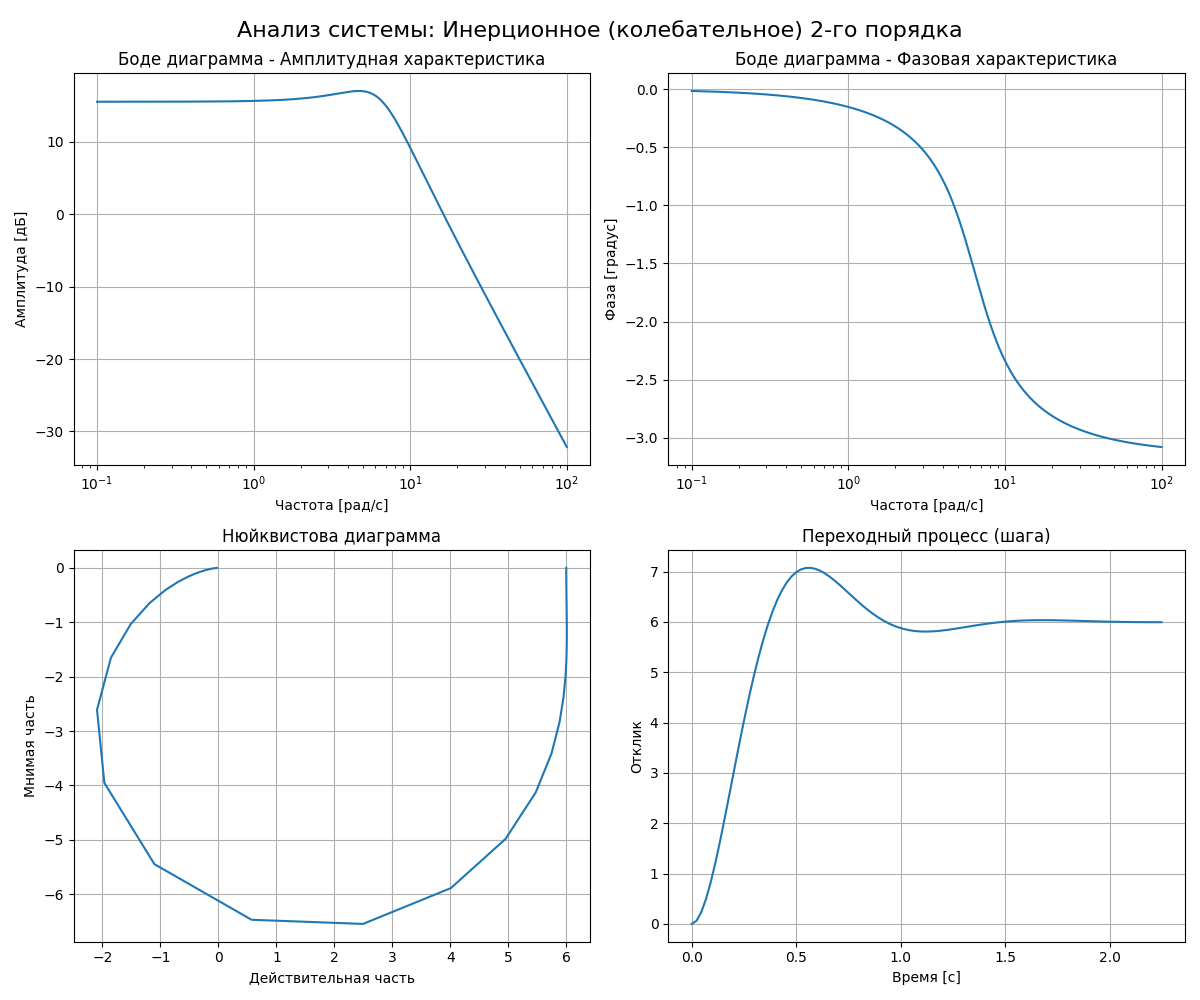 Анализ системы: Инерционное (колебательное) 2-го порядка
Боде диаграмма - Амплитудная характеристика
Амплитуда [дБ]
10
0
−10
−20
−30
10⁻¹ 10⁰ 10¹ 10²
Частота [рад/с]
Боде диаграмма - Фазовая характеристика
Фаза [градус]
0.0
−0.5
−1.0
−1.5
−2.0
−2.5
−3.0
10⁻¹ 10⁰ 10¹ 10²
Частота [рад/с]
Нюйквистова диаграмма
Мнимая часть
0
−1
−2
−3
−4
−5
−6
−2 −1 0 1 2 3 4 5 6
Действительная часть
Переходный процесс (шага)
Отклик
7
6
5
4
3
2
1
0
0.0 0.5 1.0 1.5 2.0
Время [с]